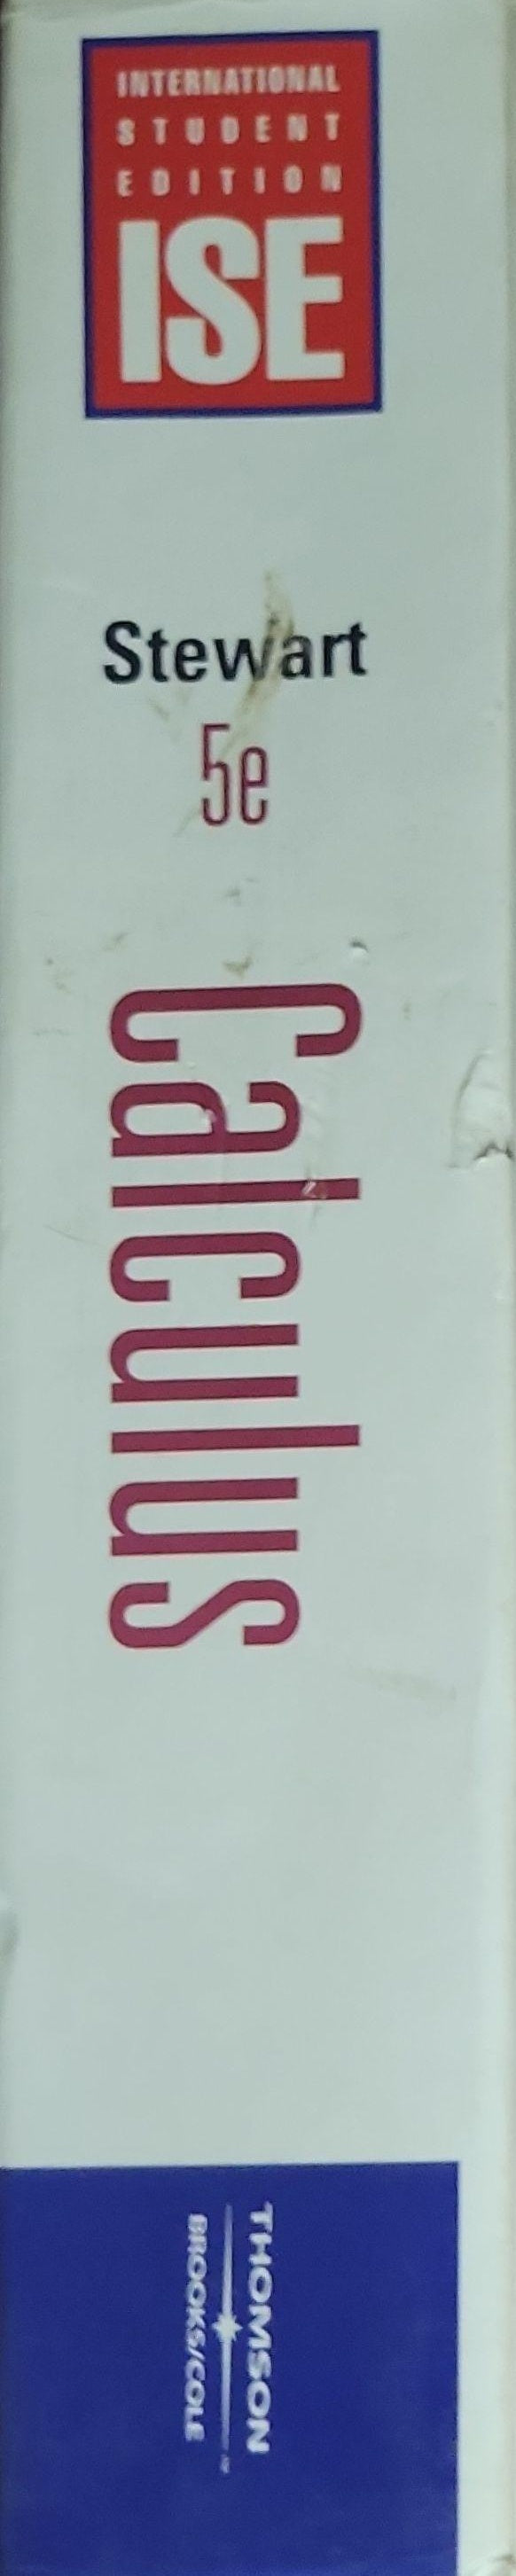 INTERNATIONAL
STUDENT
EDITION
ISE
Stewart
5e
Calculus
THOMSON
BROOKS/COLE